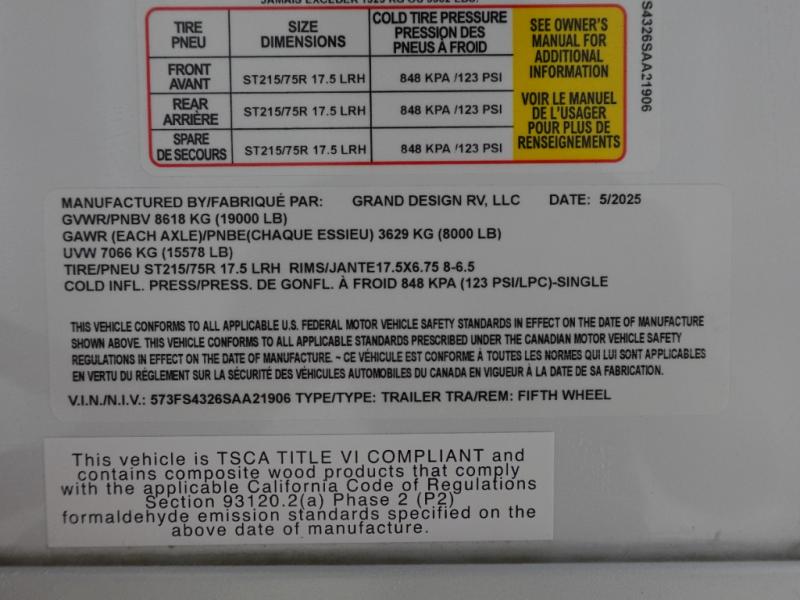 TIRE PNEU SIZE DIMENSIONS COLD TIRE PRESSURE PRESSION DES PNEUS À FROID
FRONT AVANT ST215/75R 17.5 LRH 848 KPA /123 PSI
REAR ARRIÈRE ST215/75R 17.5 LRH 848 KPA /123 PSI
SPARE DE SECOURS ST215/75R 17.5 LRH 848 KPA /123 PSI
SEE OWNER'S
MANUAL FOR
ADDITIONAL
INFORMATION
VOIR LE MANUEL
DE L'USAGER
POUR PLUS DE
RENSEIGNEMENTS
S4326SAA21906
MANUFACTURED BY/FABRIQUÉ PAR: GRAND DESIGN RV, LLC DATE: 5/2025
GVWR/PNBV 8618 KG (19000 LB)
GAWR (EACH AXLE)/PNBE(CHAQUE ESSIEU) 3629 KG (8000 LB)
UVW 7066 KG (15578 LB)
TIRE/PNEU ST215/75R 17.5 LRH RIMS/JANTE17.5X6.75 8-6.5
COLD INFL. PRESS/PRESS. DE GONFL. À FROID 848 KPA (123 PSI/LPC)-SINGLE
THIS VEHICLE CONFORMS TO ALL APPLICABLE U.S. FEDERAL MOTOR VEHICLE SAFETY STANDARDS IN EFFECT ON THE DATE OF MANUFACTURE
SHOWN ABOVE. THIS VEHICLE CONFORMS TO ALL APPLICABLE STANDARDS PRESCRIBED UNDER THE CANADIAN MOTOR VEHICLE SAFETY
REGULATIONS IN EFFECT ON THE DATE OF MANUFACTURE. ~ CE VÉHICULE EST CONFORME À TOUTES LES NORMES QUI LUI SONT APPLICABLES
EN VERTU DU RÉGLEMENT SUR LA SÉCURITÉ DES VÉHICULES AUTOMOBILES DU CANADA EN VIGUEUR À LA DATE DE SA FABRICATION.
V.I.N./N.I.V.: 573FS4326SAA21906 TYPE/TYPE: TRAILER TRA/REM: FIFTH WHEEL
This vehicle is TSCA TITLE VI COMPLIANT and
contains composite wood products that comply
with the applicable California Code of Regulations
Section 93120.2(a) Phase 2 (P2)
formaldehyde emission standards specified on the
above date of manufacture.